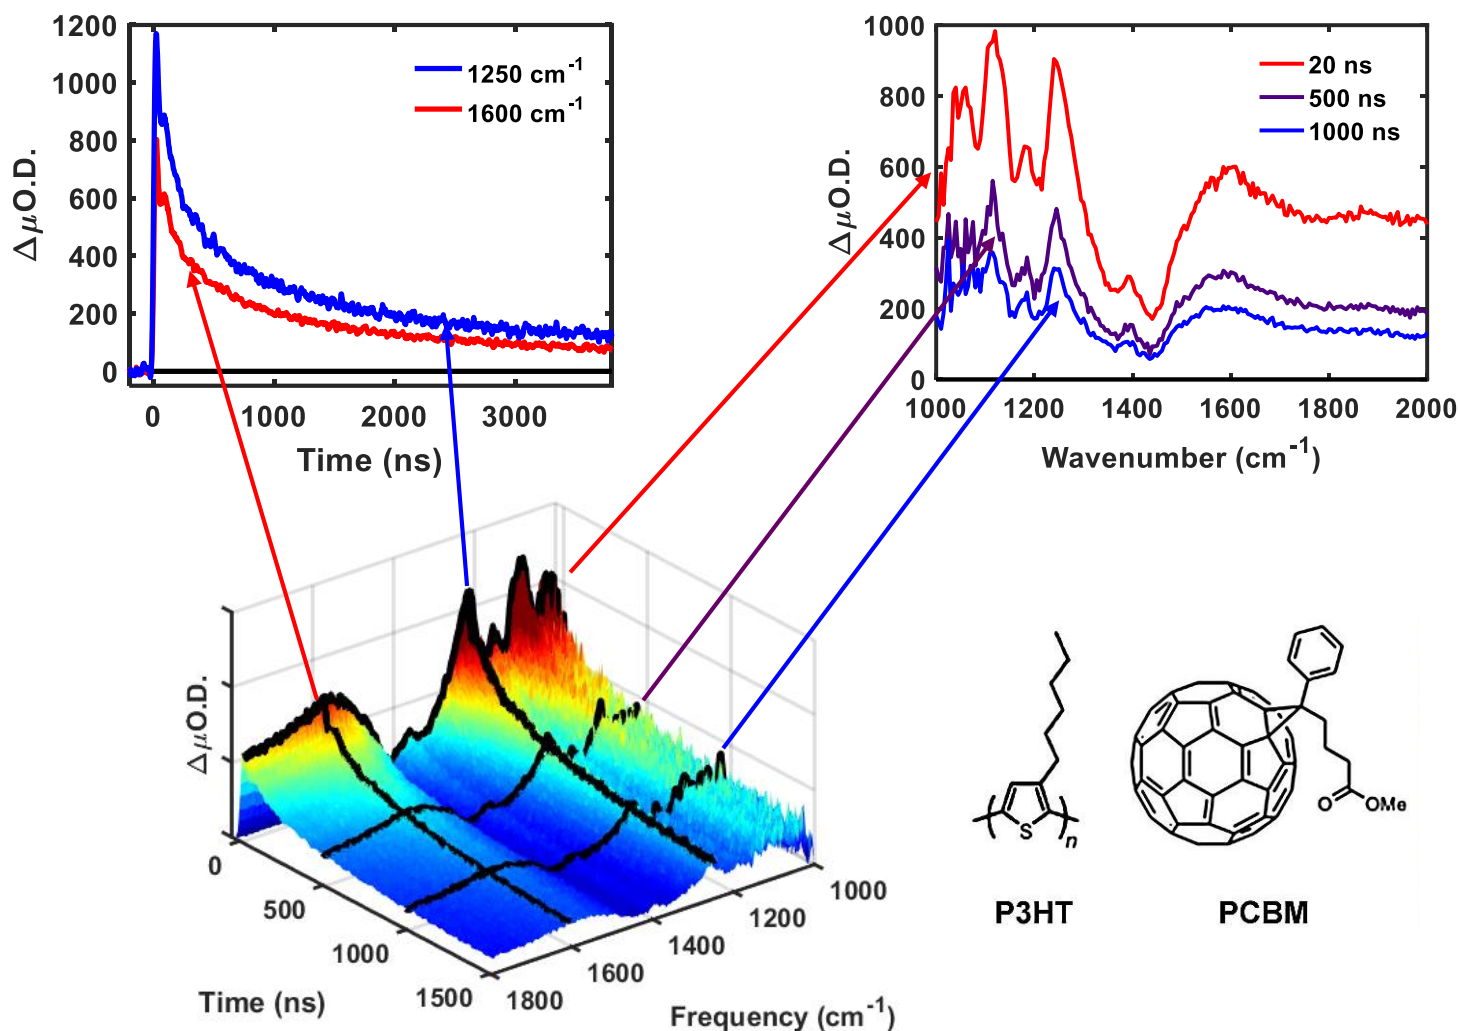 1200
1000
800
600
400
200
0
ΔμO.D.
1250 cm⁻¹
1600 cm⁻¹
0
1000
2000
3000
Time (ns)
1000
800
600
400
200
0
ΔμO.D.
20 ns
500 ns
1000 ns
1000
1200
1400
1600
1800
2000
Wavenumber (cm⁻¹)
ΔμO.D.
0
500
1000
1500
Time (ns)
1800
1600
1400
1200
1000
Frequency (cm⁻¹)
S
n
P3HT
O
OMe
PCBM